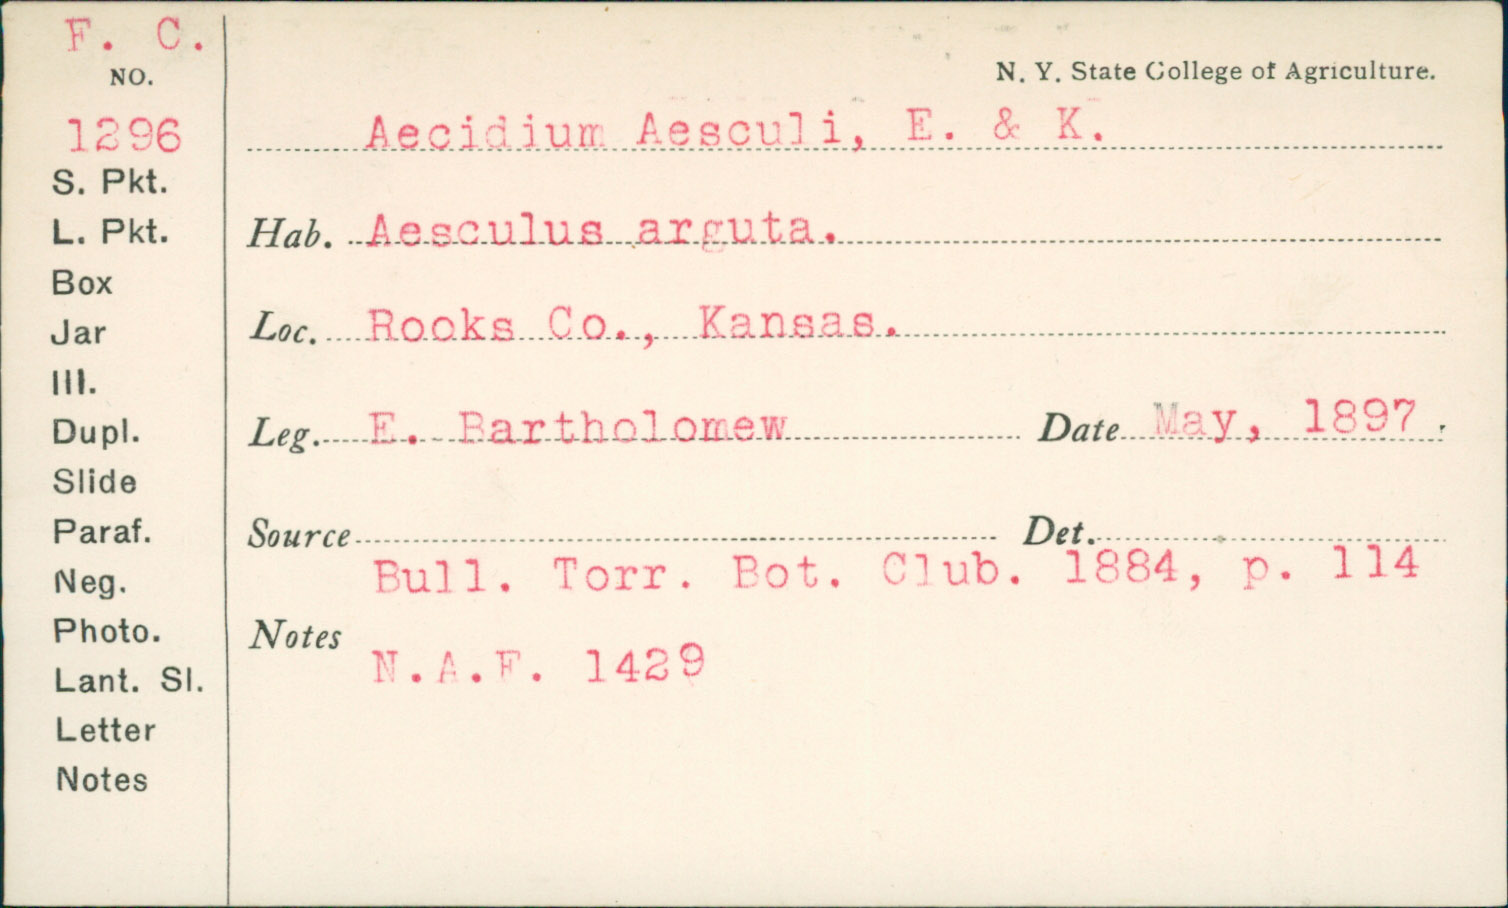 F. C.
NO.
1296
S. Pkt.
L. Pkt.
Box
Jar
Ill.
Dupl.
Slide
Paraf.
Neg.
Photo.
Lant. Sl.
Letter
Notes
N. Y. State College of Agriculture.
Aecidium Aesculi, E. & K.
Hab. Aesculus arguta.
Loc. Rooks Co., Kansas.
Leg. E. Bartholomew Date May, 1897.
Source Det.
Bull. Torr. Bot. Club. 1884, p. 114
Notes
N.A.F. 1429